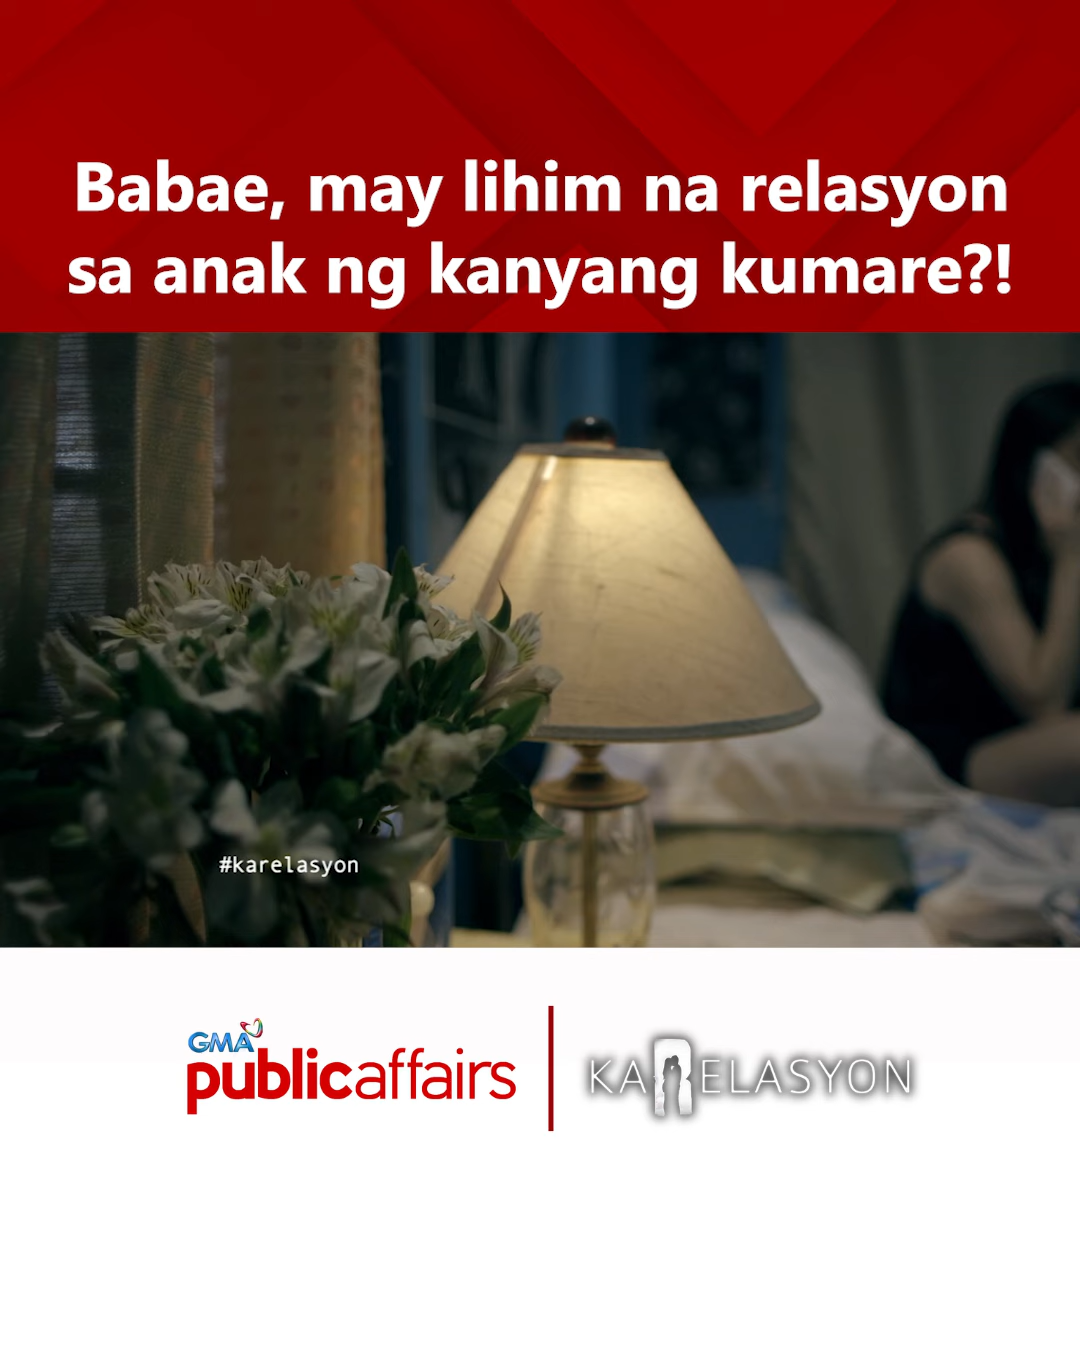 Babae, may lihim na relasyon
sa anak ng kanyang kumare?!
#karelasyon
GMA
publicaffairs
KARELASYON